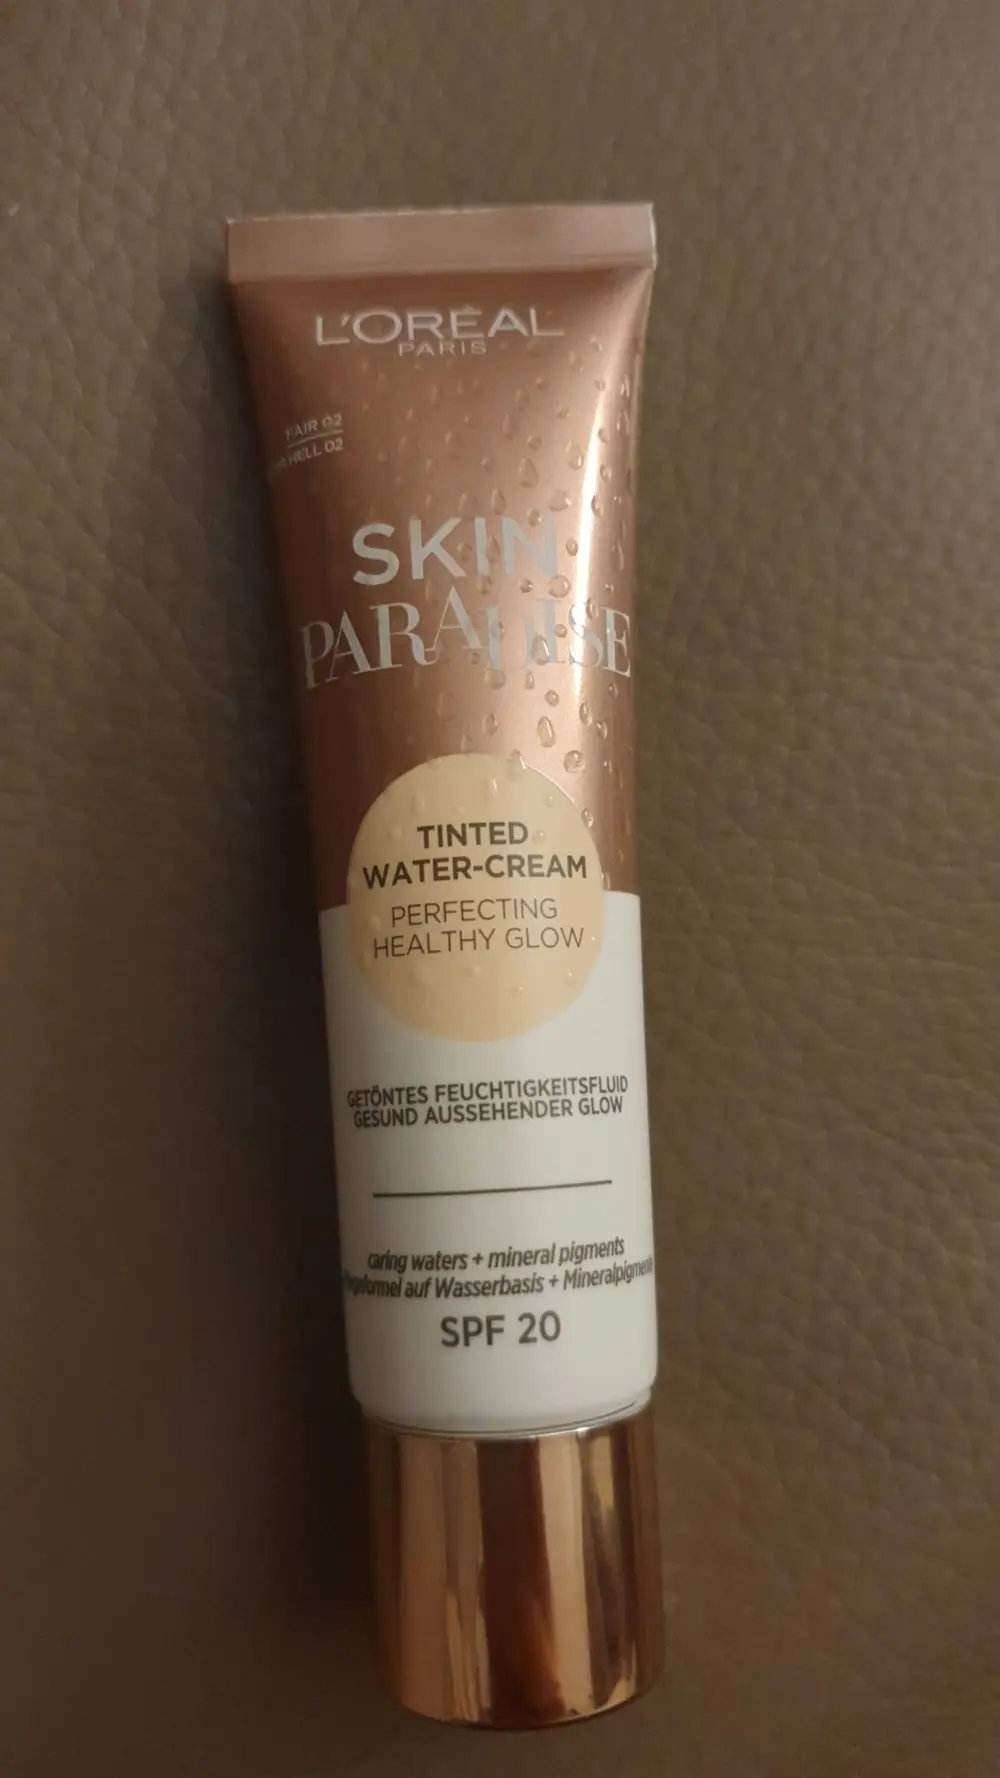 L'ORÉAL
PARIS
FAIR 02
HELL 02
SKIN
PARADISE
TINTED
WATER-CREAM
PERFECTING
HEALTHY GLOW
GETÖNTES FEUCHTIGKEITSFLUID
GESUND AUSSEHENDER GLOW
caring waters + mineral pigments
auf Wasserbasis +
SPF 20